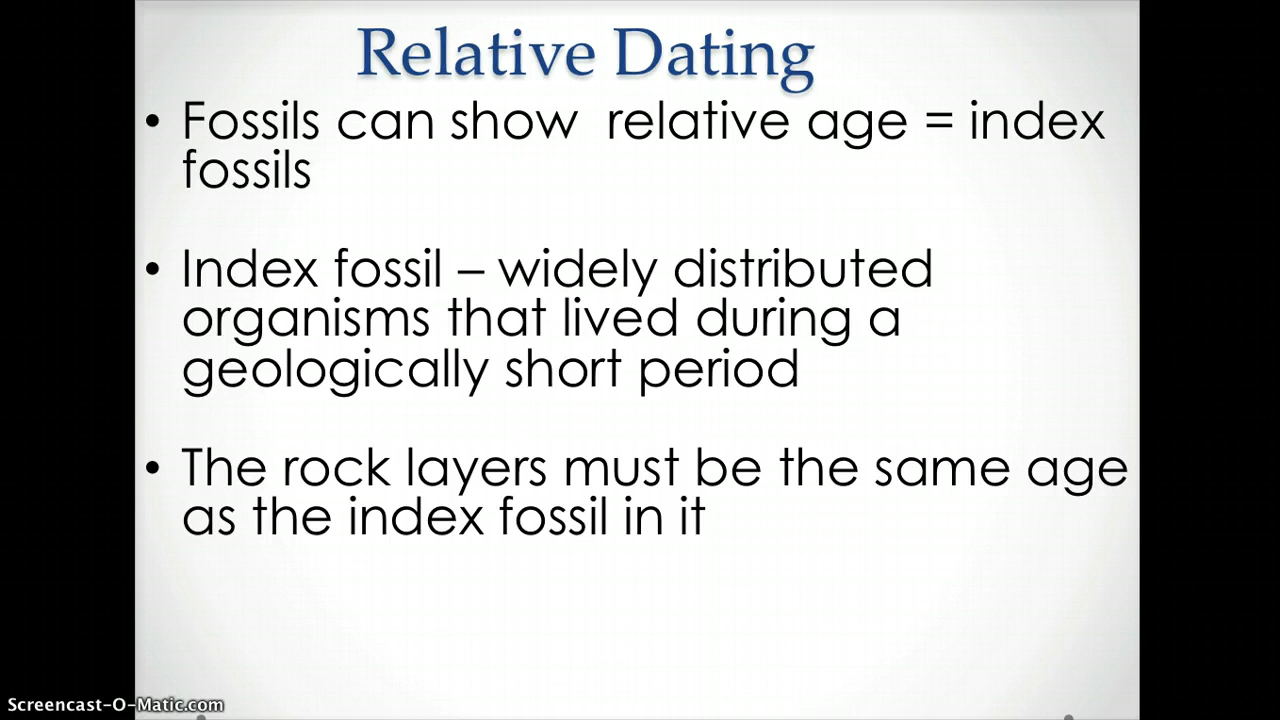 Relative Dating
• Fossils can show  relative age = index
fossils
• Index fossil – widely distributed
organisms that lived during a
geologically short period
• The rock layers must be the same age
as the index fossil in it
Screencast-O-Matic.com